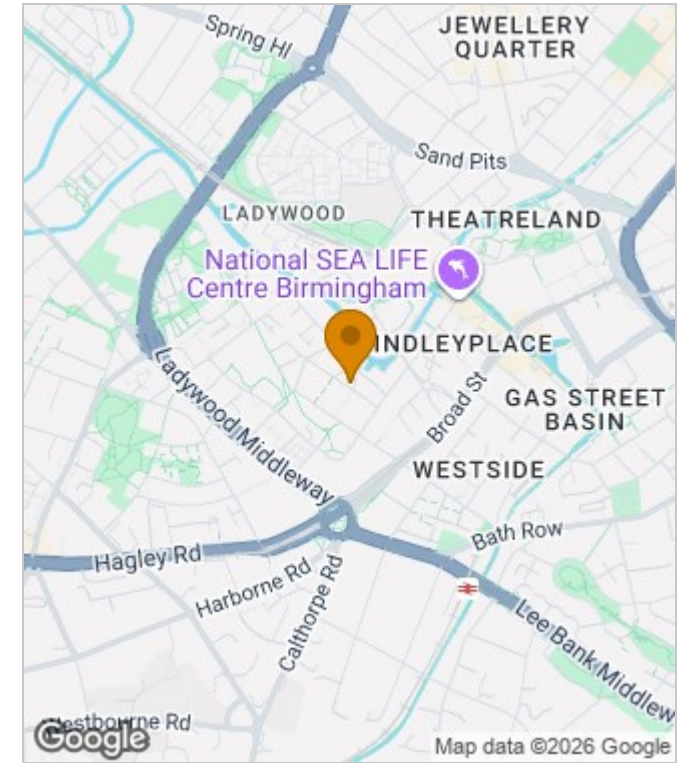 Spring Hl
JEWELLERY
QUARTER
Sand Pits
LADYWOOD
THEATRELAND
National SEA LIFE
Centre Birmingham
INDLEYPLACE
Ladywood Middleway
Broad St
GAS STREET
BASIN
WESTSIDE
Bath Row
Hagley Rd
Harborne Rd
Calthorpe Rd
Lee Bank Middlew
Westbourne Rd
Google
Map data ©2026 Google